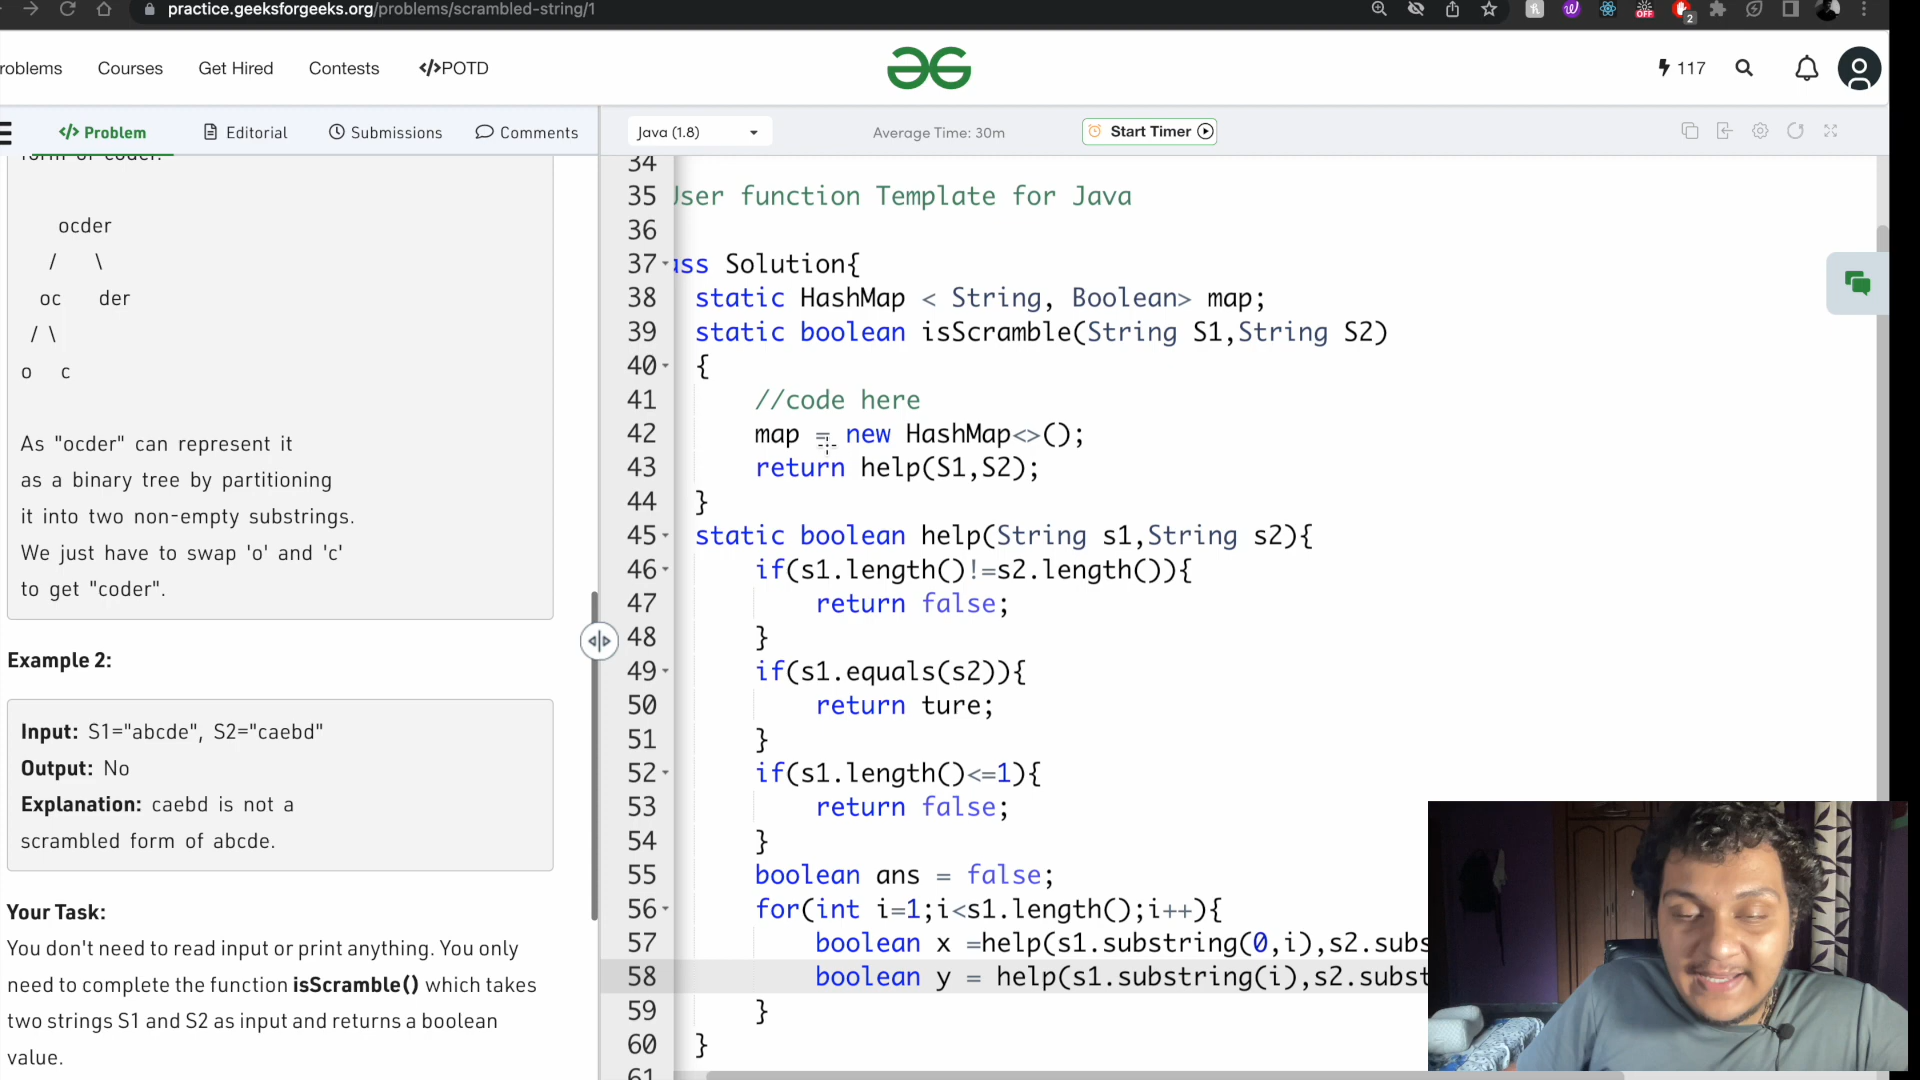 practice.geeksforgeeks.org/problems/scrambled-string/1
2
roblems Courses Get Hired Contests </>POTD
117
</> Problem Editorial Submissions Comments
Java (1.8)
Average Time: 30m
Start Timer
form of coder.
ocder
/ \
oc der
/ \
o c
As "ocder" can represent it
as a binary tree by partitioning
it into two non-empty substrings.
We just have to swap 'o' and 'c'
to get "coder".
Example 2:
Input: S1="abcde", S2="caebd"
Output: No
Explanation: caebd is not a
scrambled form of abcde.
Your Task:
You don't need to read input or print anything. You only
need to complete the function isScramble() which takes
two strings S1 and S2 as input and returns a boolean
value.
34
35 User function Template for Java
36
37 ass Solution{
38 static HashMap < String, Boolean> map;
39 static boolean isScramble(String S1,String S2)
40 {
41 //code here
42 map = new HashMap<>();
43 return help(S1,S2);
44 }
45 static boolean help(String s1,String s2){
46 if(s1.length()!=s2.length()){
47 return false;
48 }
49 if(s1.equals(s2)){
50 return ture;
51 }
52 if(s1.length()<=1){
53 return false;
54 }
55 boolean ans = false;
56 for(int i=1;i<s1.length();i++){
57 boolean x =help(s1.substring(0,i),s2.subs
58 boolean y = help(s1.substring(i),s2.subst
59 }
60 }
61